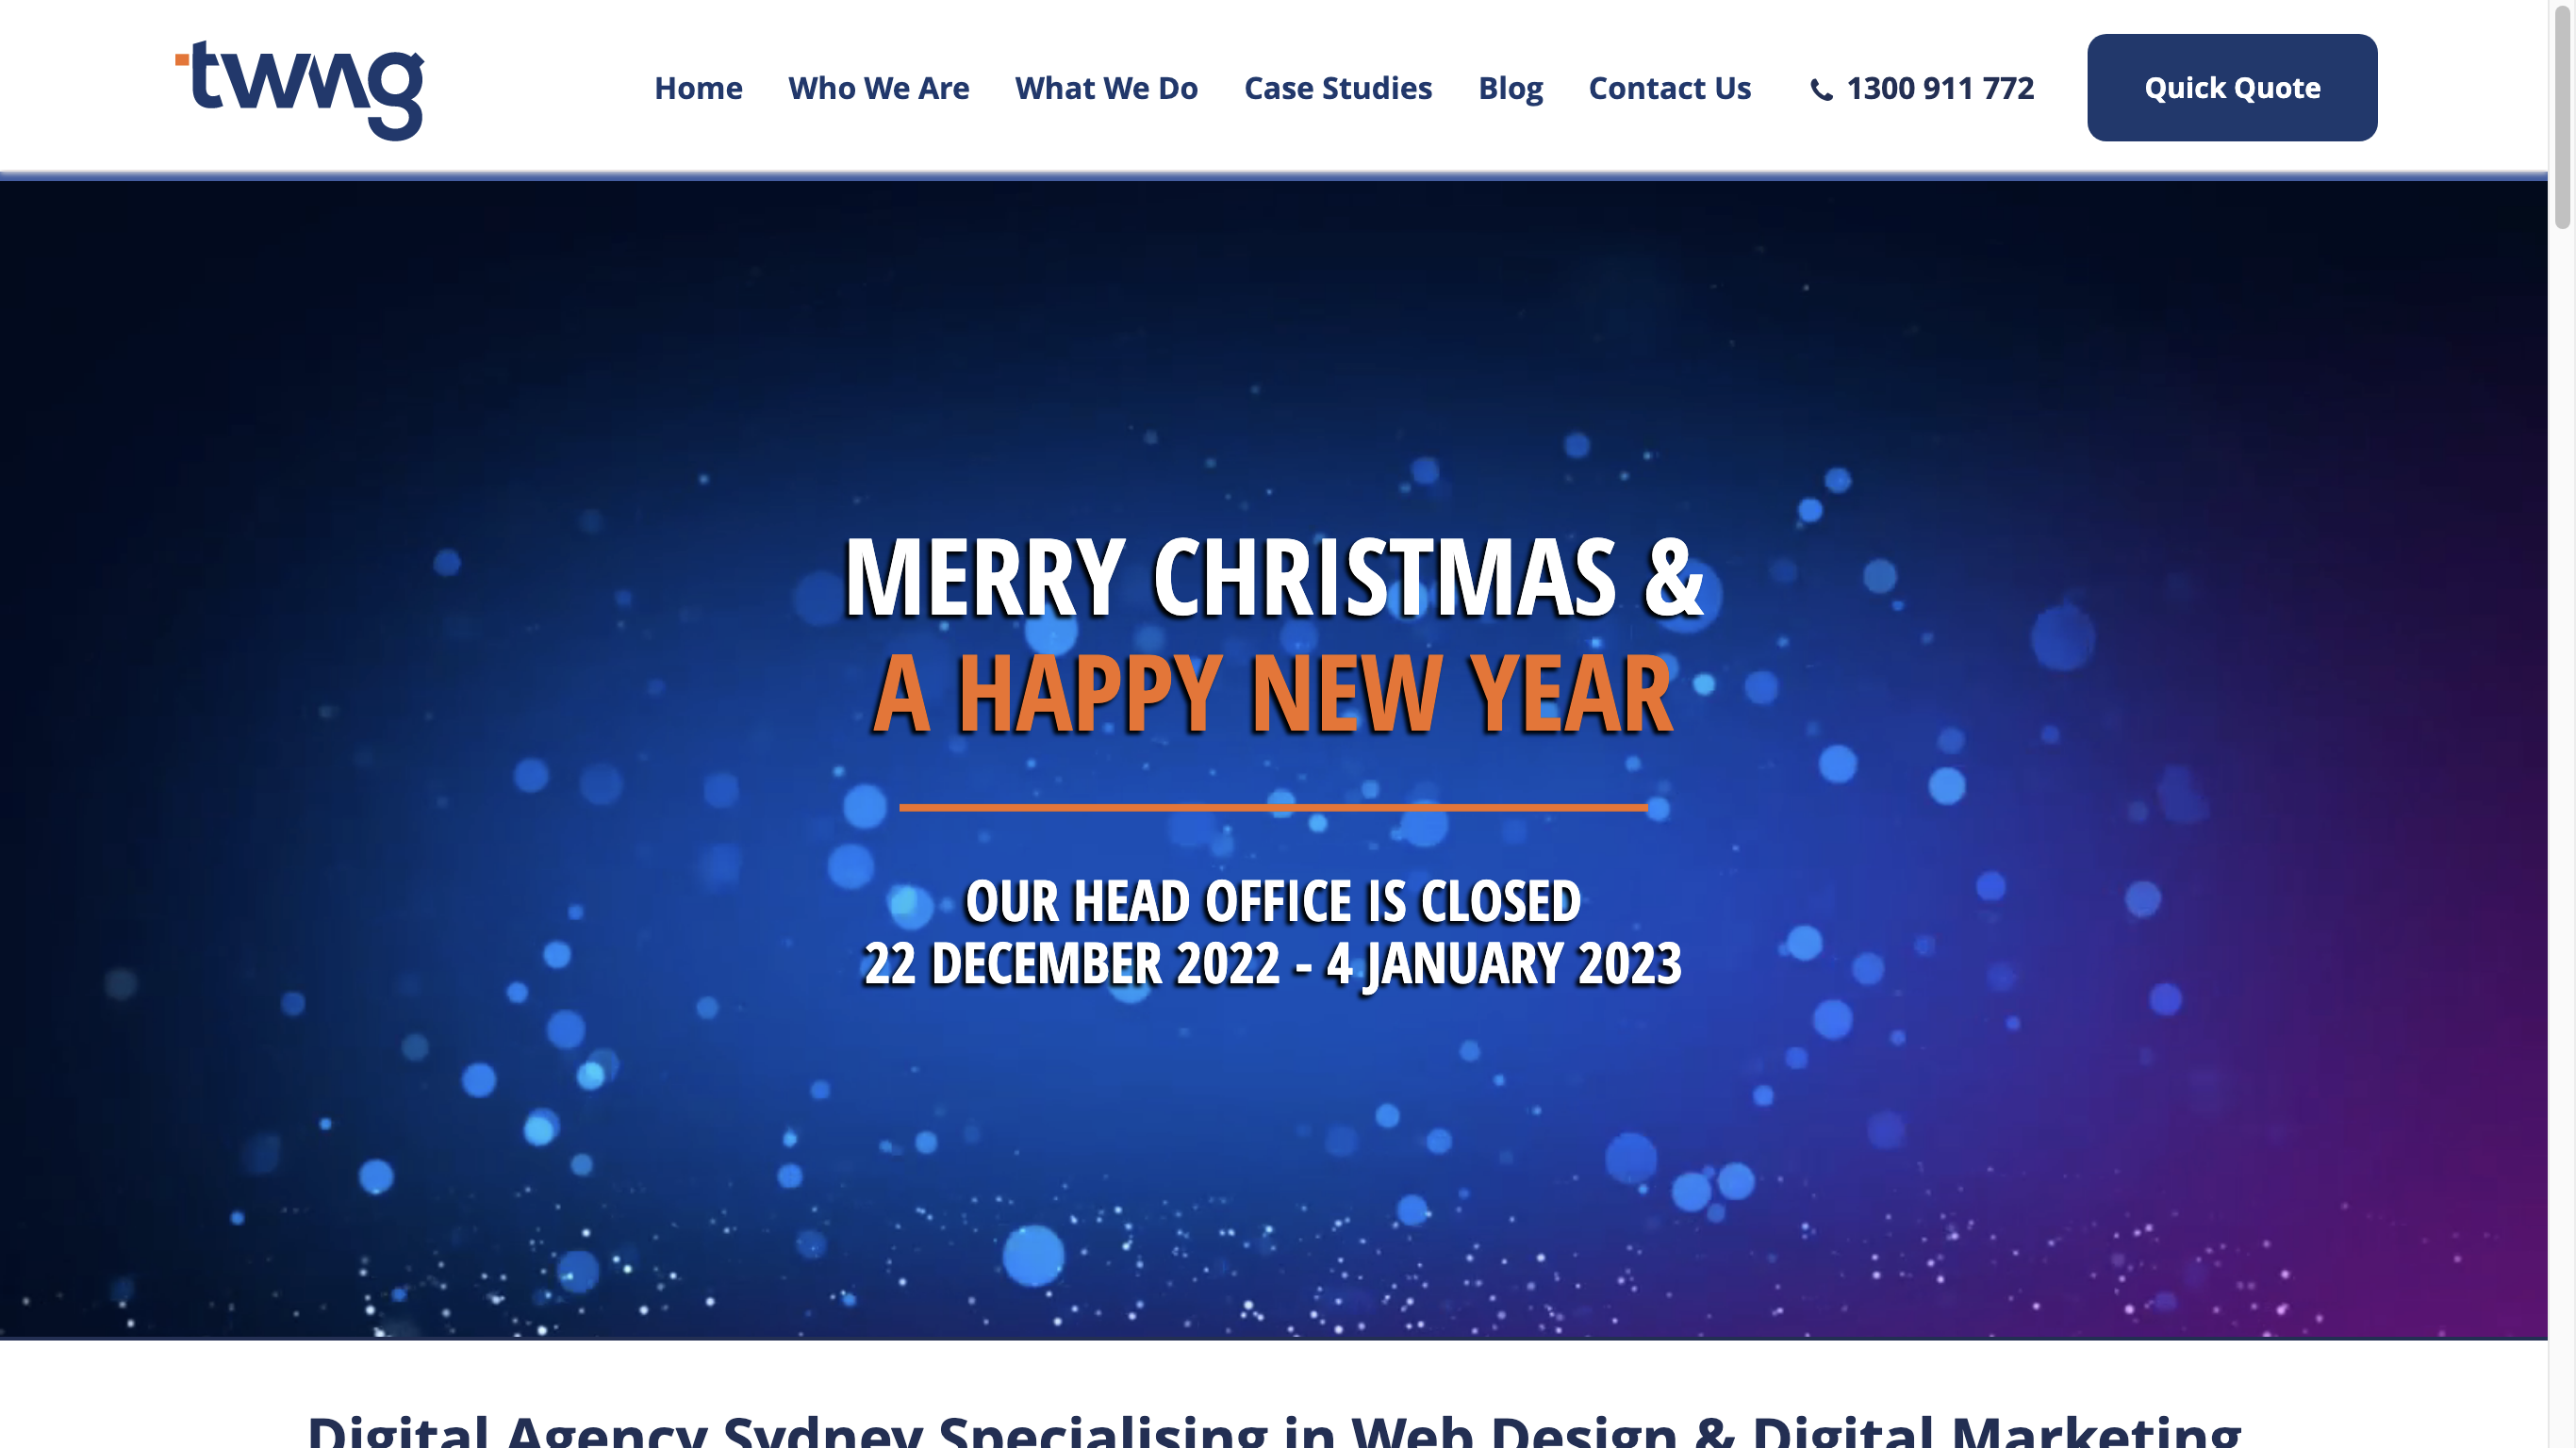 twmg
Home Who We Are What We Do Case Studies Blog Contact Us 1300 911 772 Quick Quote
MERRY CHRISTMAS &
A HAPPY NEW YEAR
OUR HEAD OFFICE IS CLOSED
22 DECEMBER 2022 - 4 JANUARY 2023
Digital Agency Sydney Specialising in Web Design & Digital Marketing